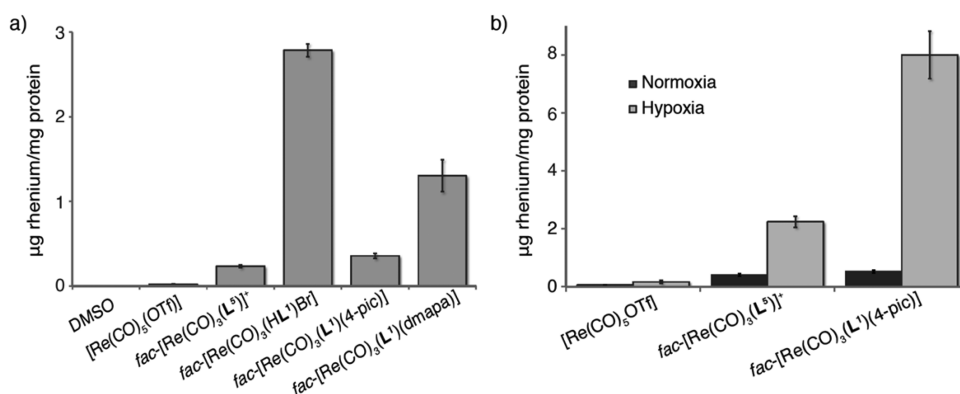 a)
µg rhenium/mg protein
3
2
1
0
DMSO
[Re(CO)₅(OTf)]
fac-[Re(CO)₃(L⁵)]⁺
fac-[Re(CO)₃(HL¹)Br]
fac-[Re(CO)₃(L¹)(4-pic)]
fac-[Re(CO)₃(L¹)(dmapa)]
b)
µg rhenium/mg protein
8
6
4
2
0
Normoxia
Hypoxia
[Re(CO)₅OTf]
fac-[Re(CO)₃(L⁵)]⁺
fac-[Re(CO)₃(L¹)(4-pic)]